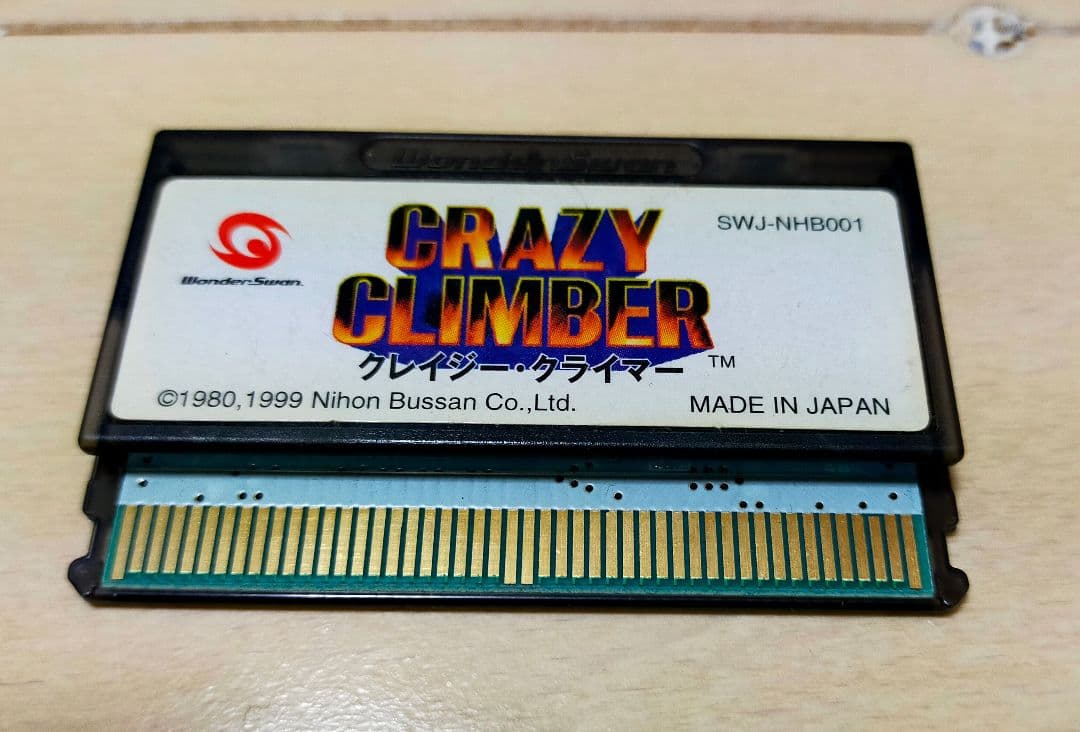 WonderSwan
WonderSwan
CRAZY
CLIMBER
クレイジー・クライマー
TM
SWJ-NHB001
©1980,1999 Nihon Bussan Co.,Ltd.
MADE IN JAPAN